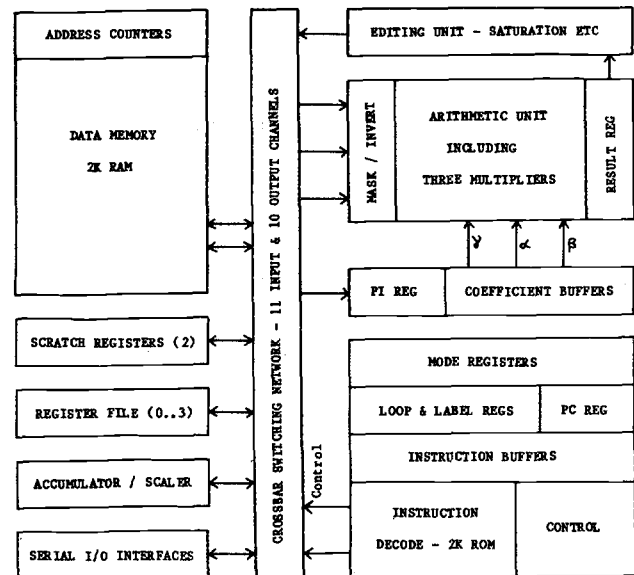 ADDRESS COUNTERS
DATA MEMORY
2K RAM
SCRATCH REGISTERS (2)
REGISTER FILE (0..3)
ACCUMULATOR / SCALER
SERIAL I/O INTERFACES
CROSSBAR SWITCHING NETWORK - 11 INPUT & 10 OUTPUT CHANNELS
EDITING UNIT - SATURATION ETC
MASK / INVERT
ARITHMETIC UNIT
INCLUDING
THREE MULTIPLIERS
RESULT REG
γ α β
PI REG
COEFFICIENT BUFFERS
MODE REGISTERS
LOOP & LABEL REGS
PC REG
INSTRUCTION BUFFERS
Control
INSTRUCTION
DECODE - 2K ROM
CONTROL